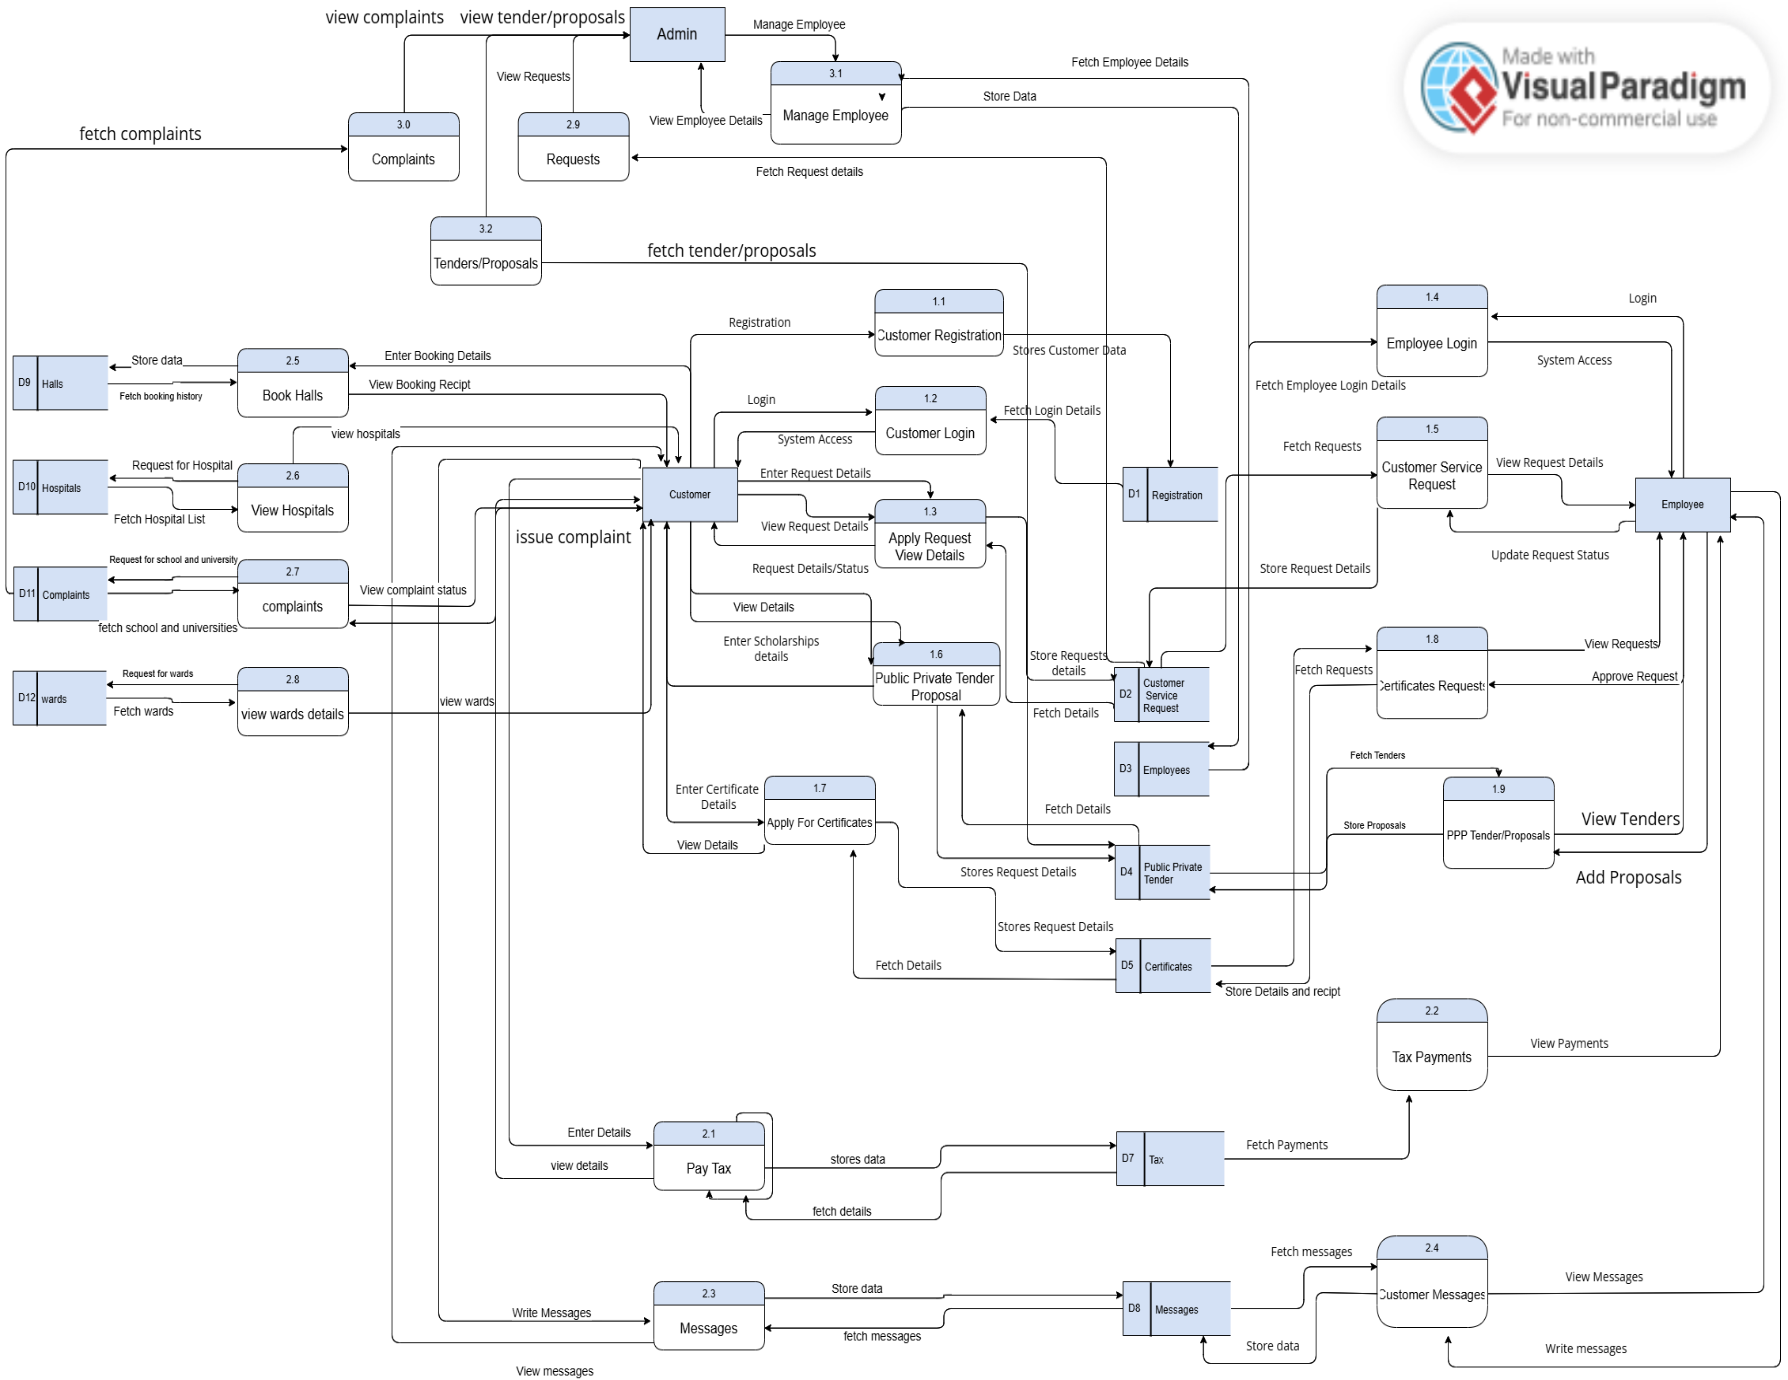 view complaints
view tender/proposals
Admin
Manage Employee
Made with
Visual Paradigm
For non-commercial use
View Requests
3.1
Manage Employee
Fetch Employee Details
Store Data
View Employee Details
fetch complaints
3.0
Complaints
2.9
Requests
Fetch Request details
3.2
Tenders/Proposals
fetch tender/proposals
1.1
Customer Registration
Registration
Stores Customer Data
1.4
Employee Login
Login
System Access
Fetch Employee Login Details
D9
Halls
Store data
Fetch booking history
2.5
Book Halls
Enter Booking Details
View Booking Recipt
1.2
Customer Login
Login
System Access
Fetch Login Details
view hospitals
D10
Hospitals
Request for Hospital
Fetch Hospital List
2.6
View Hospitals
Customer
Enter Request Details
View Request Details
Request Details/Status
1.3
Apply Request
View Details
D1
Registration
Fetch Requests
1.5
Customer Service
Request
View Request Details
Employee
Update Request Status
Store Request Details
issue complaint
D11
Complaints
Request for school and university
fetch school and universities
2.7
complaints
View complaint status
View Details
Enter Scholarships
details
1.6
Public Private Tender
Proposal
Store Requests
details
Fetch Details
D2
Customer
Service
Request
Fetch Requests
1.8
Certificates Requests
View Requests
Approve Request
D12
wards
Request for wards
Fetch wards
2.8
view wards details
view wards
D3
Employees
Fetch Tenders
Store Proposals
1.9
PPP Tender/Proposals
View Tenders
Add Proposals
Enter Certificate
Details
View Details
1.7
Apply For Certificates
Fetch Details
Stores Request Details
D4
Public Private
Tender
Stores Request Details
Fetch Details
D5
Certificates
Store Details and recipt
2.2
Tax Payments
View Payments
Enter Details
view details
2.1
Pay Tax
stores data
fetch details
D7
Tax
Fetch Payments
Write Messages
View messages
2.3
Messages
Store data
fetch messages
D8
Messages
Fetch messages
Store data
2.4
Customer Messages
View Messages
Write messages